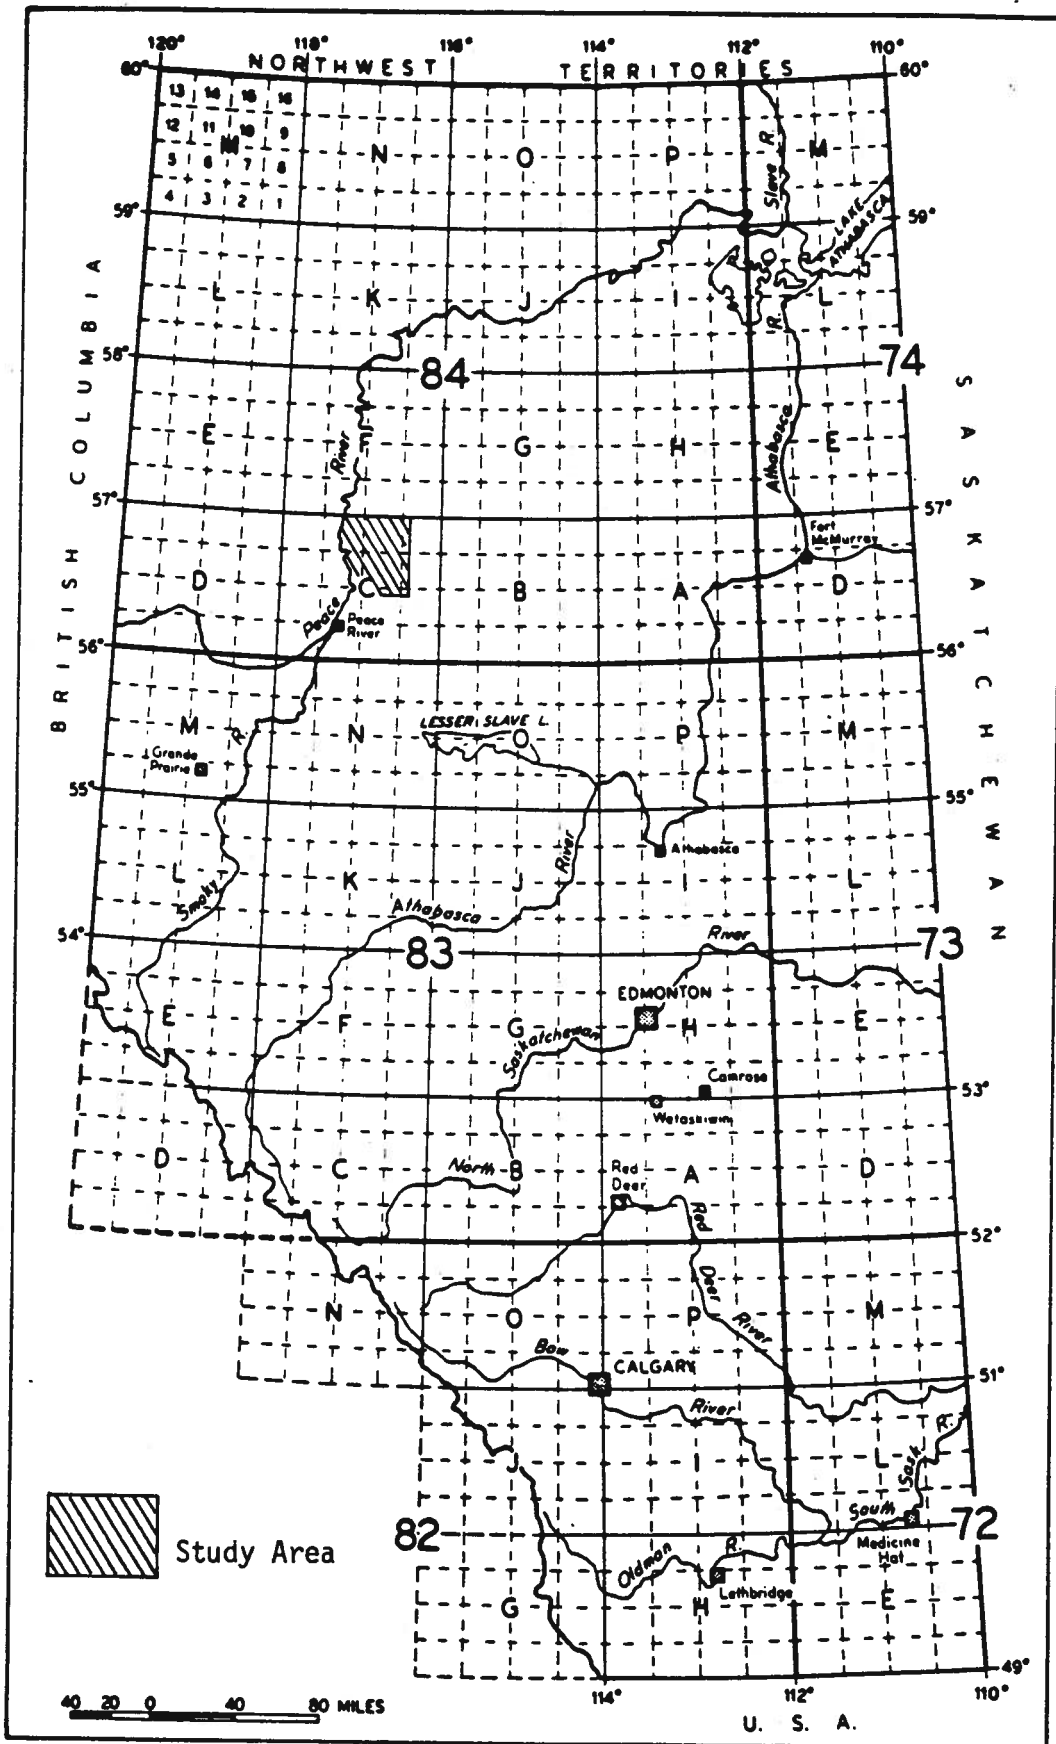 120° 118° 116° 114° 112° 110°
NORTHWEST TERRITORIES
60° 60°
13 14 15 16
12 11 10 9
M N O P M
5 6 7 8
4 3 2 1
Slave R.
59° 59°
LAKE
ATHABASCA
L K J I L
R.
58°
84 74
BRITISH COLUMBIA
SASKATCHEWAN
E F G H E
River
Athabasca
57° 57°
Fort
McMurray
D C B A D
Peace
Peace
River
56° 56°
M N O P M
LESSER SLAVE L.
R.
Grande
Prairie
55° 55°
Athabasca
River
L K J I L
Smoky
Athabasca
54°
83 73
River
EDMONTON
E F G H E
Saskatchewan
Camrose
53°
Wetaskiwin
D C B A D
North
Red
Deer
Red
Deer
River
52°
N O P M
Bow
CALGARY
51°
River
J I L
R.
Sask.
South
82 72
Medicine
Hat
Oldman
R.
Lethbridge
G H E
Study Area
49°
40 20 0 40 80 MILES
114° 112° 110°
U. S. A.